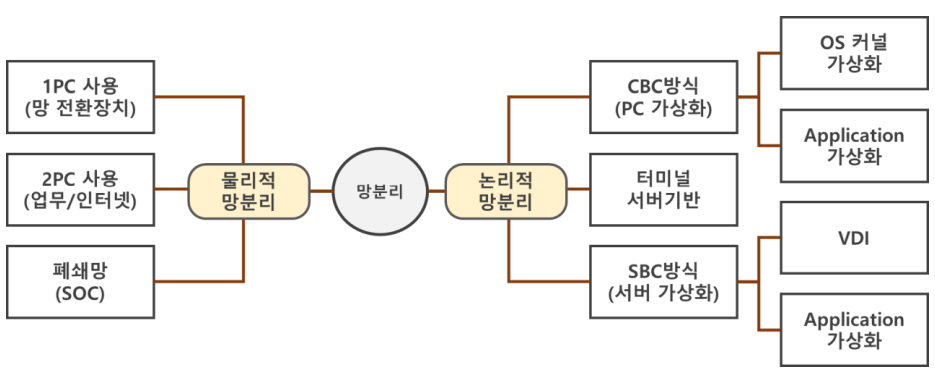 1PC 사용
(망 전환장치)
2PC 사용
(업무/인터넷)
폐쇄망
(SOC)
물리적
망분리
망분리
논리적
망분리
CBC방식
(PC 가상화)
터미널
서버기반
SBC방식
(서버 가상화)
OS 커널
가상화
Application
가상화
VDI
Application
가상화